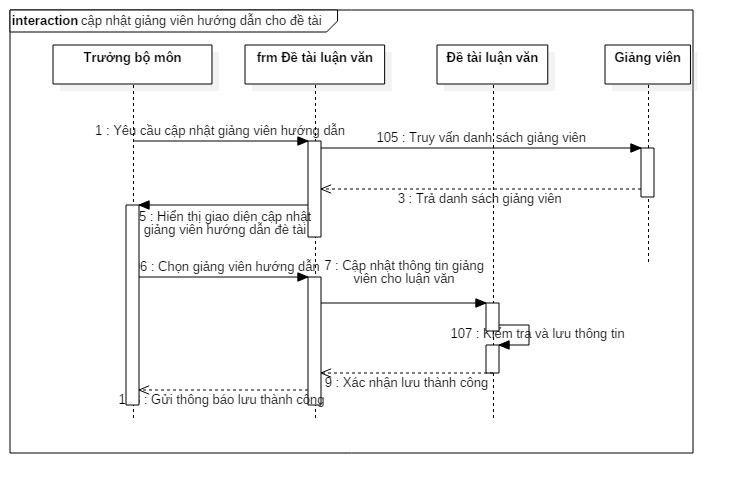 interaction cập nhật giảng viên hướng dẫn cho đề tài
Trưởng bộ môn
frm Đề tài luận văn
Đề tài luận văn
Giảng viên
1 : Yêu cầu cập nhật giảng viên hướng dẫn
105 : Truy vấn danh sách giảng viên
3 : Trả danh sách giảng viên
5 : Hiển thị giao diện cập nhật
giảng viên hướng dẫn đè tài
6 : Chọn giảng viên hướng dẫn
7 : Cập nhật thông tin giảng
viên cho luận văn
107 : Kiểm tra và lưu thông tin
9 : Xác nhận lưu thành công
: Gửi thông báo lưu thành công